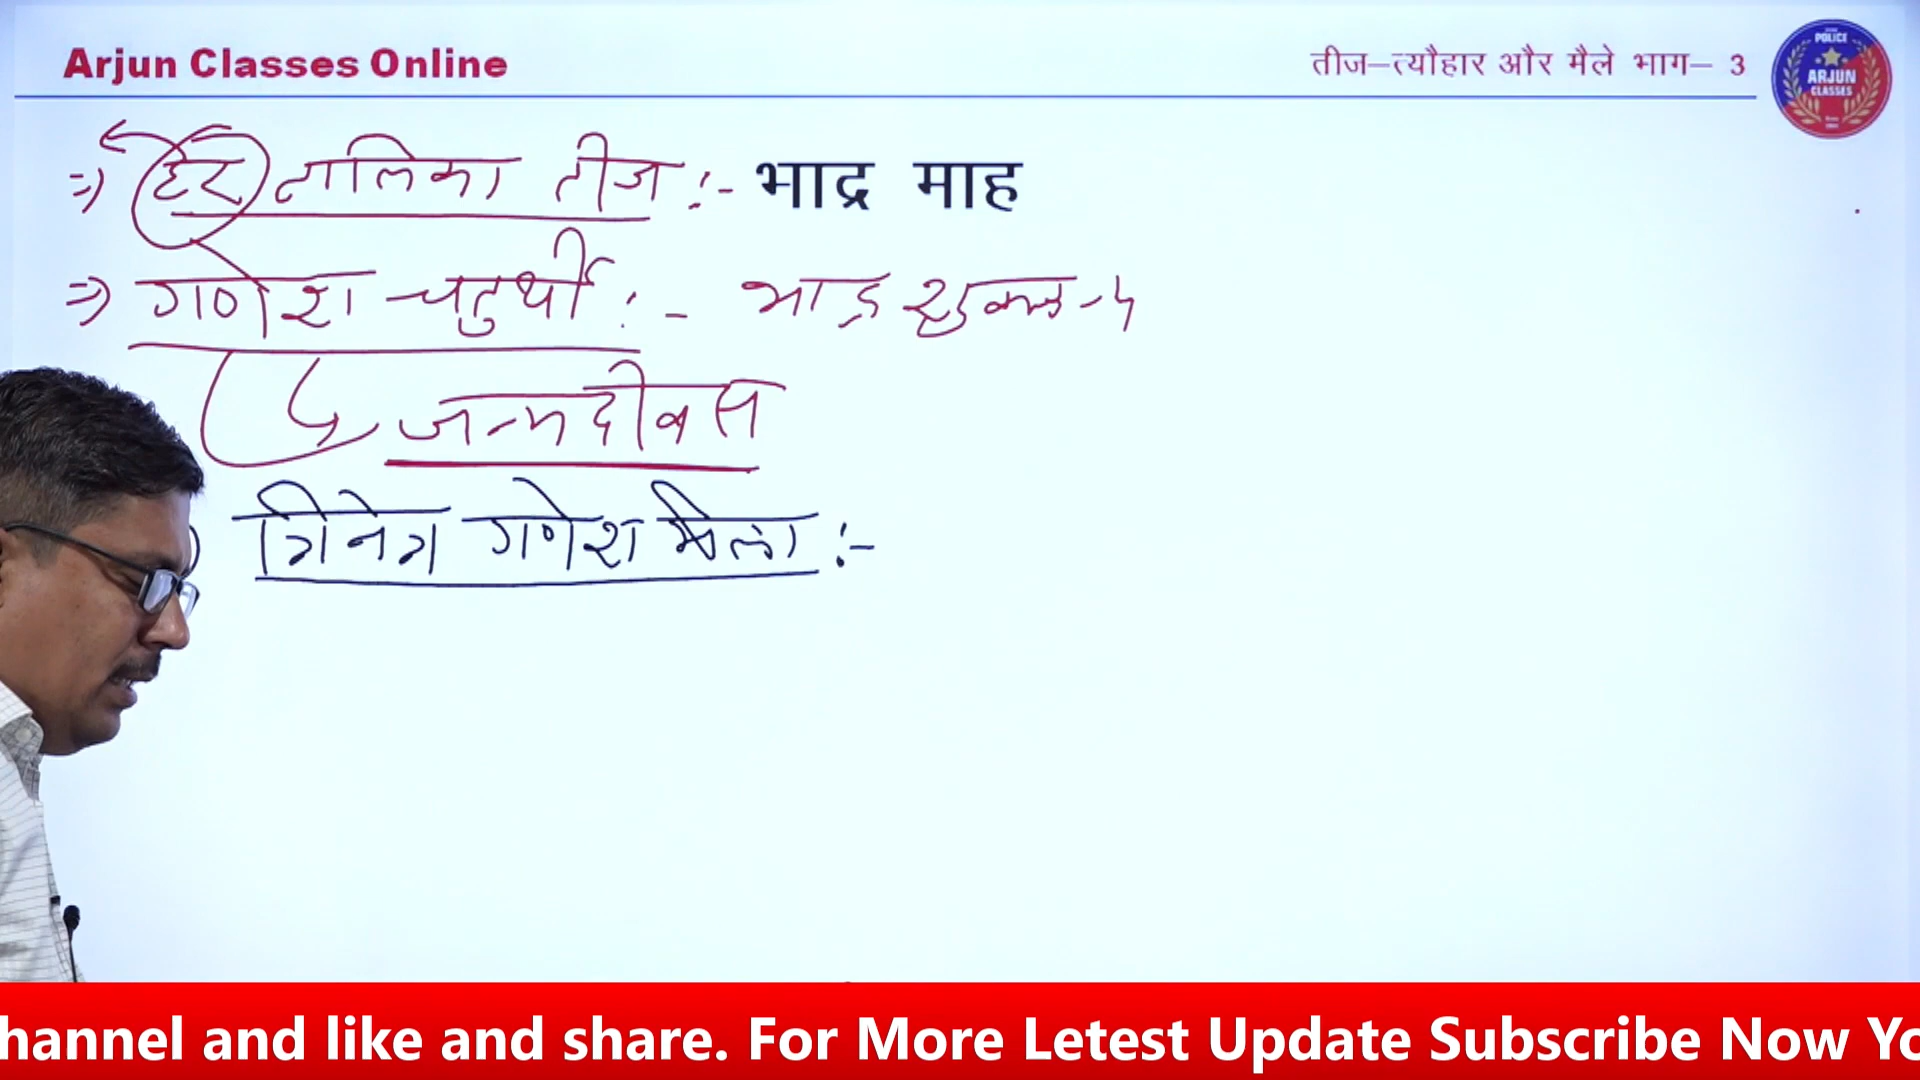 Arjun Classes Online
तीज–त्यौहार और मैले भाग– 3
POLICE
ARJUN
CLASSES
=> हर तालिका तीज :- भाद्र माह
=> गणेश चतुर्थी :- भाद्र शुक्ल - 4
जन्मदीवस
त्रिनेत्र गणेश मैला :-
hannel and like and share. For More Letest Update Subscribe Now Yo